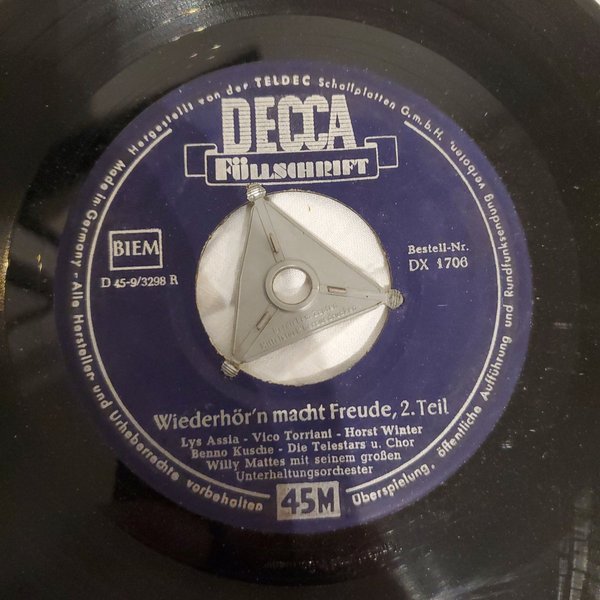 Made in Germany - Alle Hersteller- und Urheberrechte vorbehalten
Hergestellt von der TELDEC Schallplatten G.m.b.H.
Überspielung, öffentliche Aufführung und Rundfunksendung verboten.
DECCA
FÜLLSCHRIFT
BIEM
D 45-9/3298 R
Bestell-Nr.
DX 1706
Wiederhör'n macht Freude, 2. Teil
Lys Assia - Vico Torriani - Horst Winter
Benno Kusche - Die Telestars u. Chor
Willy Mattes mit seinem großen
Unterhaltungsorchester
45M